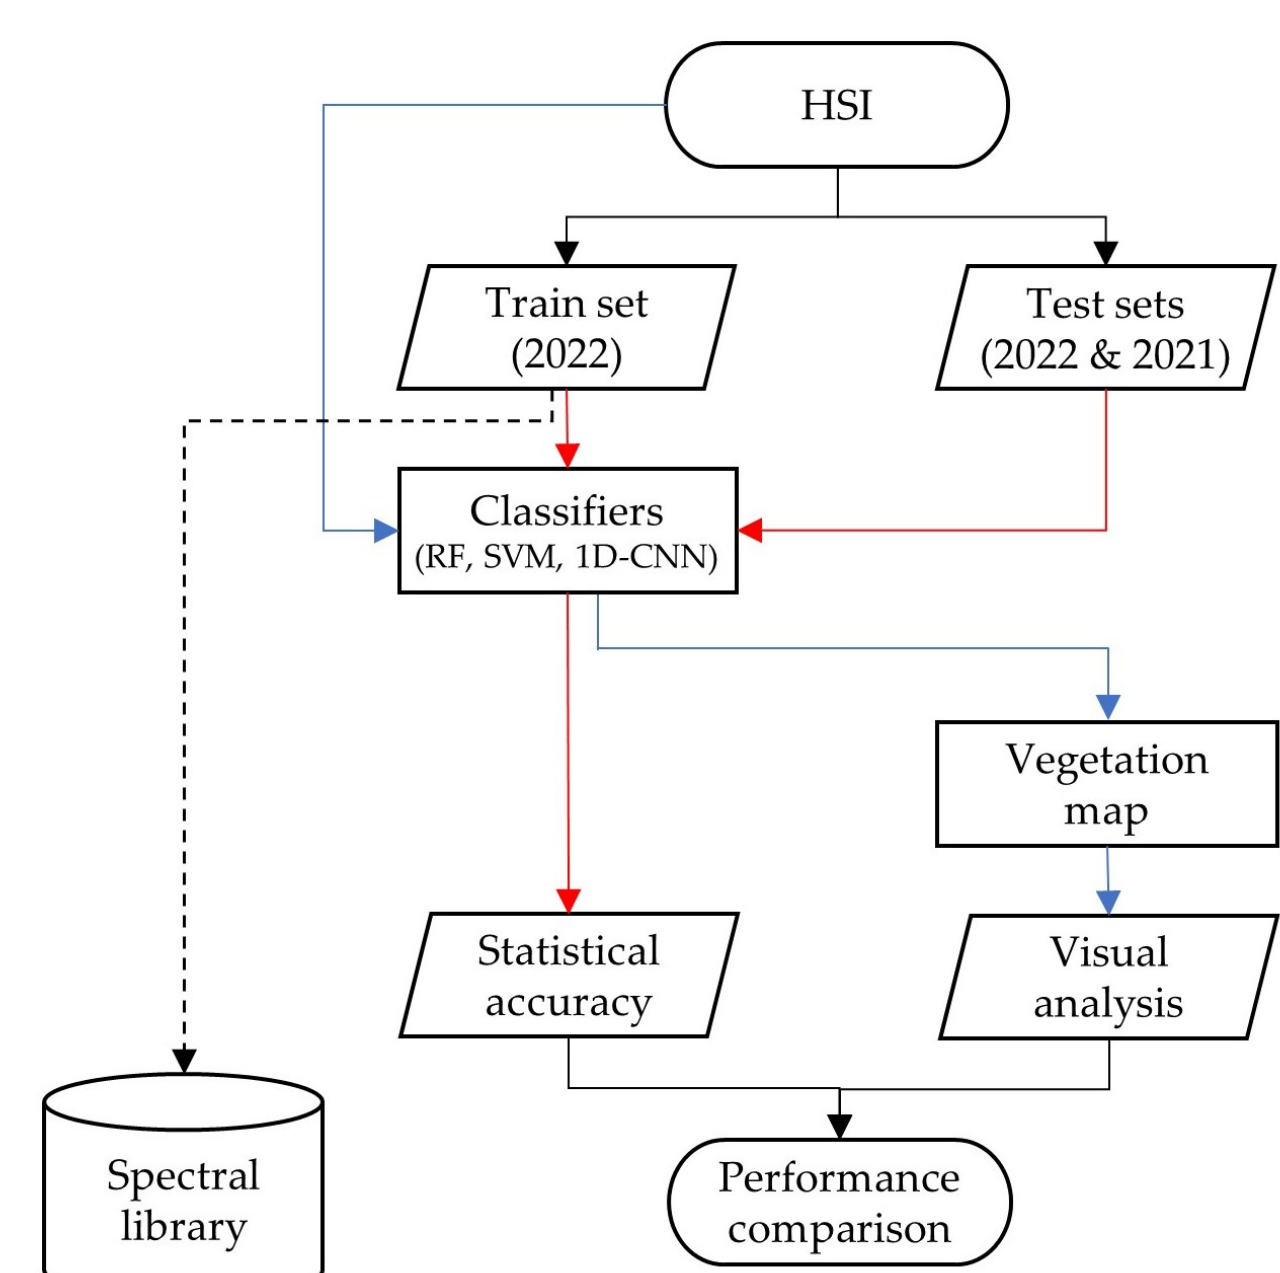 HSI
Train set
(2022)
Test sets
(2022 & 2021)
Classifiers
(RF, SVM, 1D-CNN)
Vegetation
map
Statistical
accuracy
Visual
analysis
Spectral
library
Performance
comparison